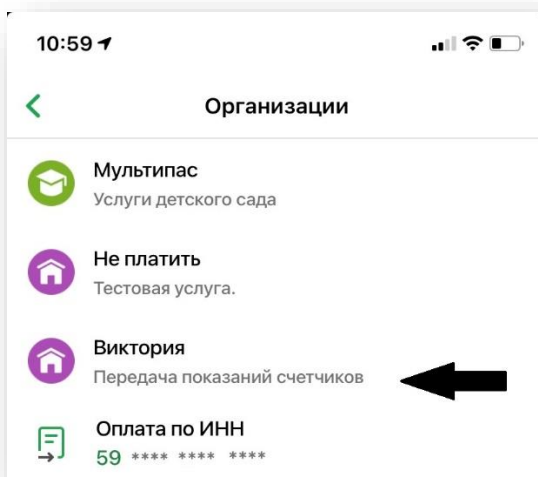 10:59
Организации
Мультипас
Услуги детского сада
Не платить
Тестовая услуга.
Виктория
Передача показаний счетчиков
Оплата по ИНН
59 **** **** ****